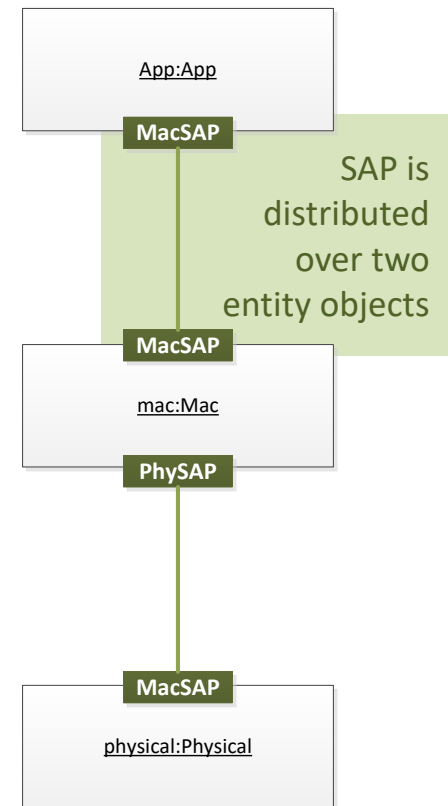 App:App
MacSAP
SAP is
distributed
over two
entity objects
MacSAP
mac:Mac
PhySAP
MacSAP
physical:Physical